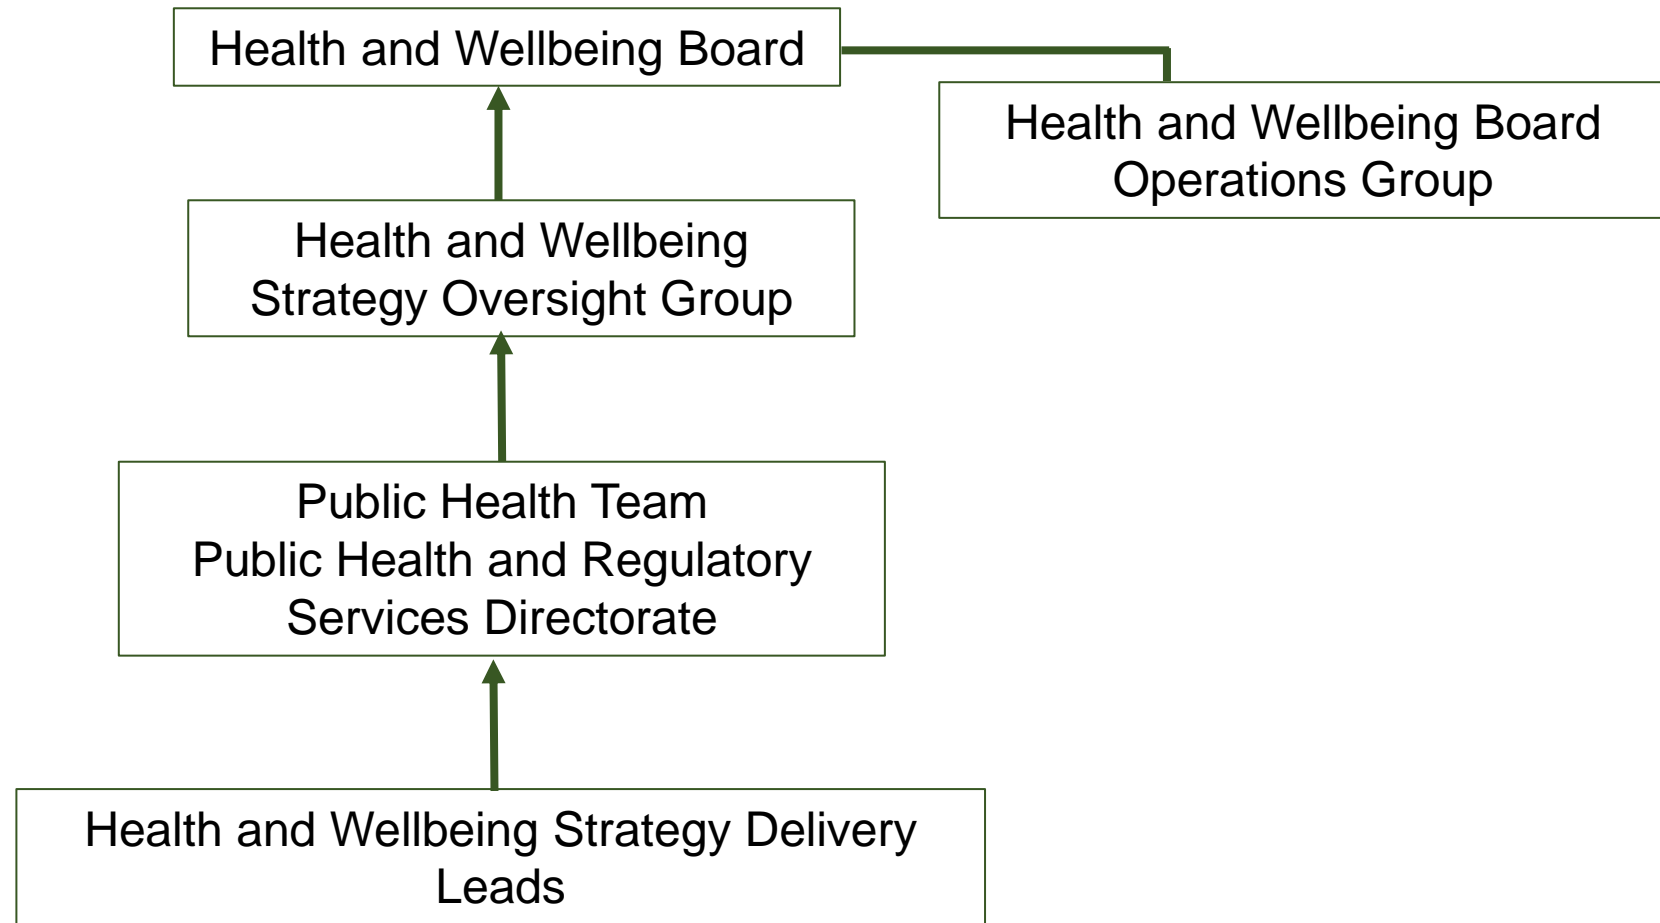 Health and Wellbeing Board
Health and Wellbeing Board
Operations Group
Health and Wellbeing
Strategy Oversight Group
Public Health Team
Public Health and Regulatory
Services Directorate
Health and Wellbeing Strategy Delivery
Leads